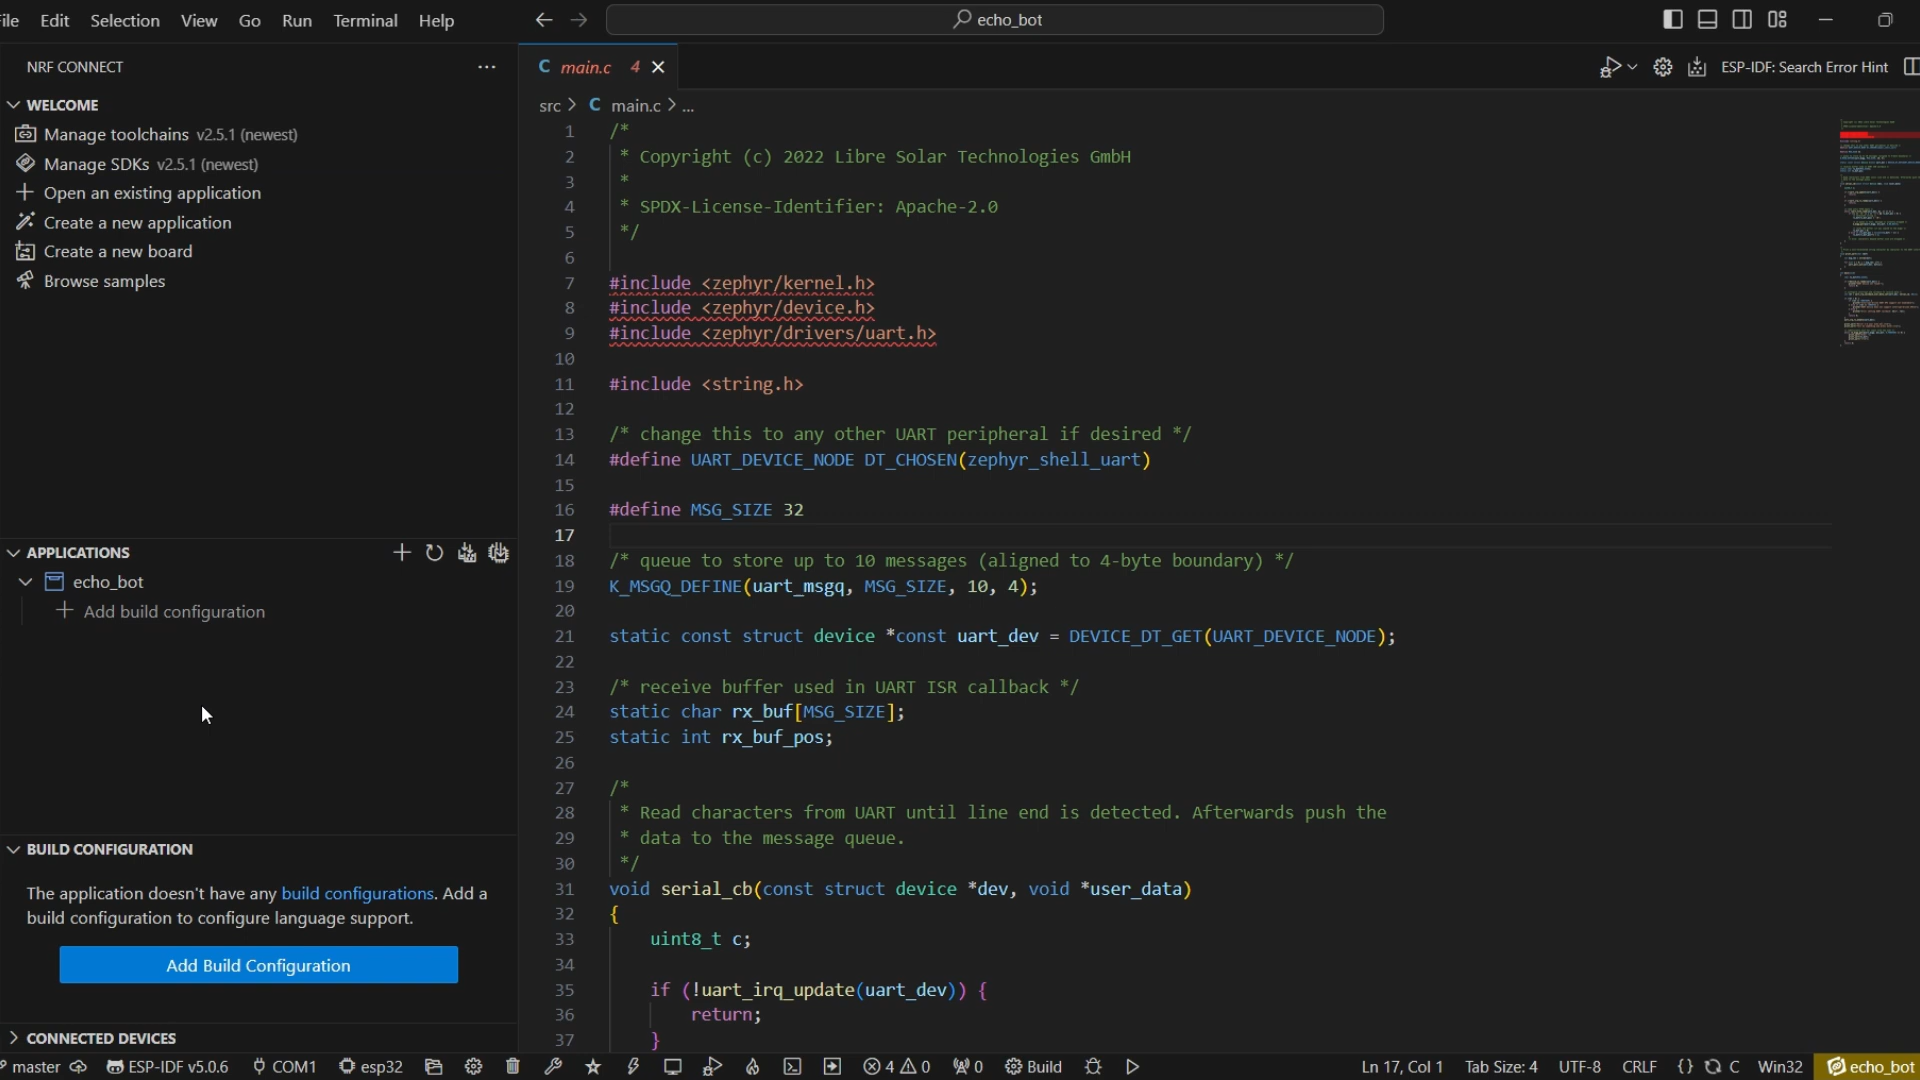 ile Edit Selection View Go Run Terminal Help
echo_bot
NRF CONNECT
WELCOME
Manage toolchains v2.5.1 (newest)
Manage SDKs v2.5.1 (newest)
Open an existing application
Create a new application
Create a new board
Browse samples
APPLICATIONS
echo_bot
Add build configuration
BUILD CONFIGURATION
The application doesn't have any build configurations. Add a
build configuration to configure language support.
Add Build Configuration
CONNECTED DEVICES
C main.c 4
ESP-IDF: Search Error Hint
src > C main.c > ...
1 /*
2 * Copyright (c) 2022 Libre Solar Technologies GmbH
3 *
4 * SPDX-License-Identifier: Apache-2.0
5 */
6
7 #include <zephyr/kernel.h>
8 #include <zephyr/device.h>
9 #include <zephyr/drivers/uart.h>
10
11 #include <string.h>
12
13 /* change this to any other UART peripheral if desired */
14 #define UART_DEVICE_NODE DT_CHOSEN(zephyr_shell_uart)
15
16 #define MSG_SIZE 32
17
18 /* queue to store up to 10 messages (aligned to 4-byte boundary) */
19 K_MSGQ_DEFINE(uart_msgq, MSG_SIZE, 10, 4);
20
21 static const struct device *const uart_dev = DEVICE_DT_GET(UART_DEVICE_NODE);
22
23 /* receive buffer used in UART ISR callback */
24 static char rx_buf[MSG_SIZE];
25 static int rx_buf_pos;
26
27 /*
28 * Read characters from UART until line end is detected. Afterwards push the
29 * data to the message queue.
30 */
31 void serial_cb(const struct device *dev, void *user_data)
32 {
33 uint8_t c;
34
35 if (!uart_irq_update(uart_dev)) {
36 return;
37 }
master ESP-IDF v5.0.6 COM1 esp32 4 0 0 Build Ln 17, Col 1 Tab Size: 4 UTF-8 CRLF {} C Win32 echo_bot